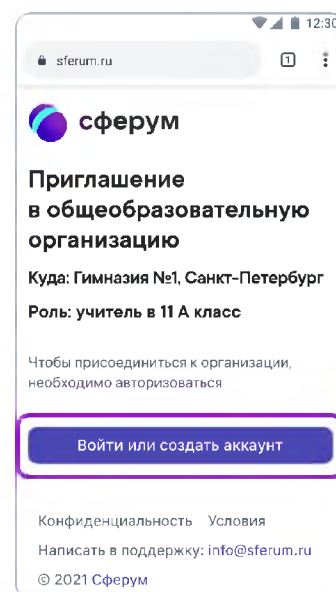 12:30
sferum.ru 1
сферум
Приглашение
в общеобразовательную
организацию
Куда: Гимназия №1, Санкт-Петербург
Роль: учитель в 11 А класс
Чтобы присоединиться к организации,
необходимо авторизоваться
Войти или создать аккаунт
Конфиденциальность Условия
Написать в поддержку: info@sferum.ru
© 2021 Сферум